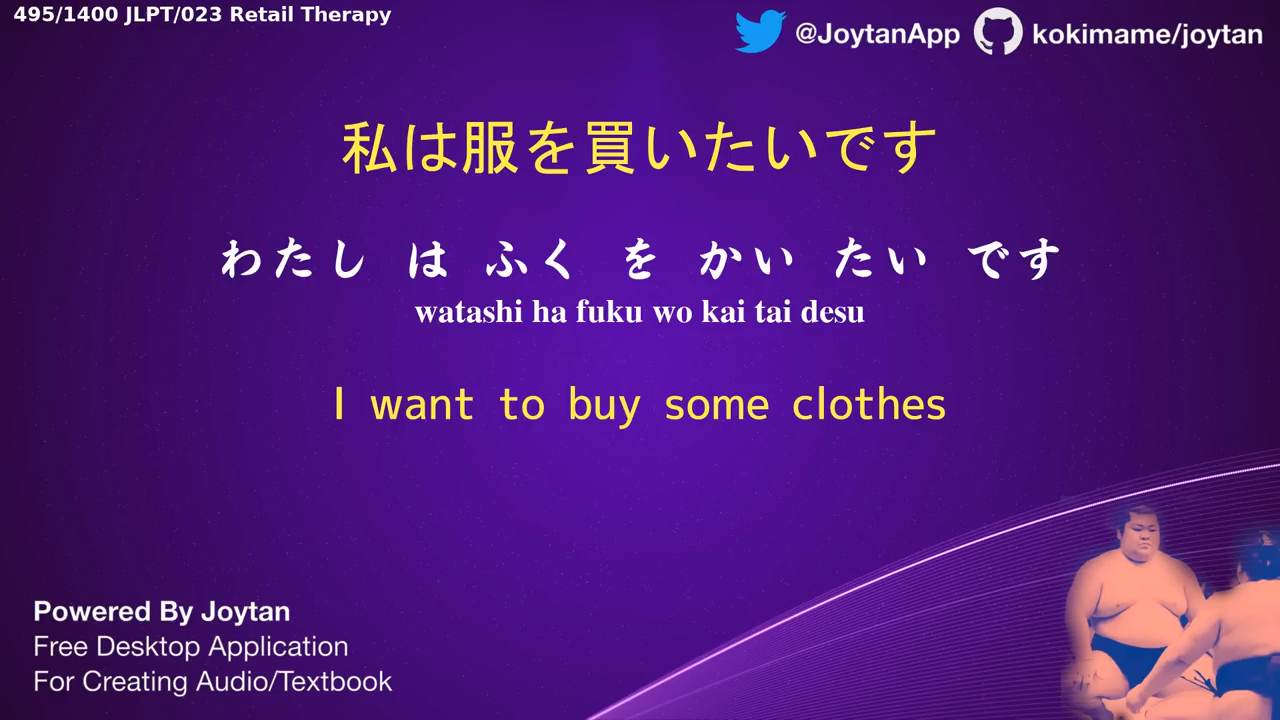 495/1400 JLPT/023 Retail Therapy
@JoytanApp kokimame/joytan
私は服を買いたいです
わたし は ふく を かい たい です
watashi ha fuku wo kai tai desu
I want to buy some clothes
Powered By Joytan
Free Desktop Application
For Creating Audio/Textbook